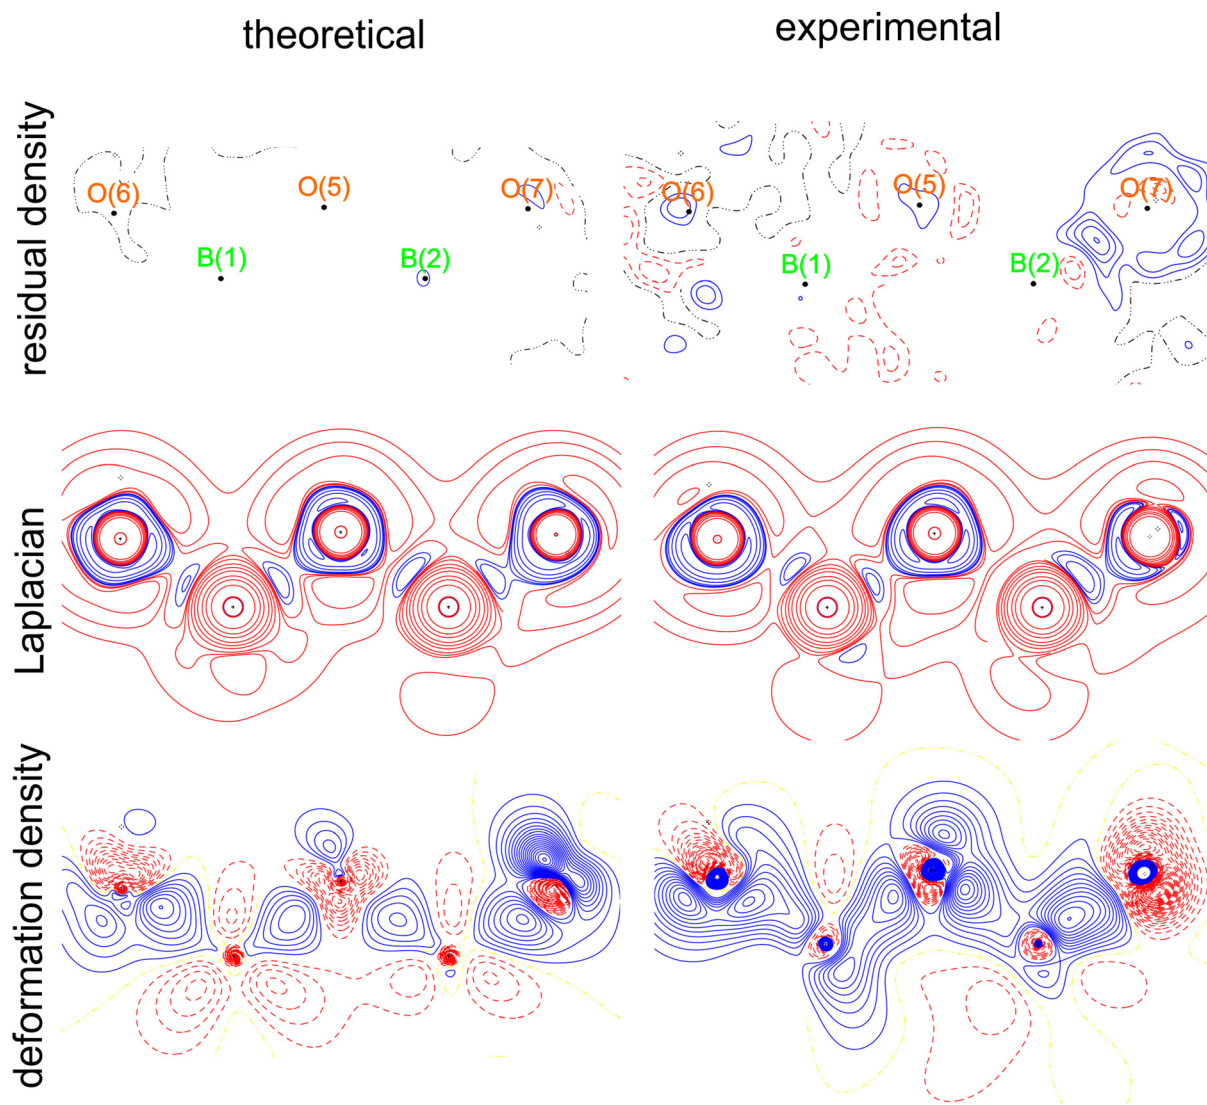 theoretical
experimental
residual density
O(6)
O(5)
O(7)
B(1)
B(2)
O(6)
O(5)
O(7)
B(1)
B(2)
Laplacian
deformation density